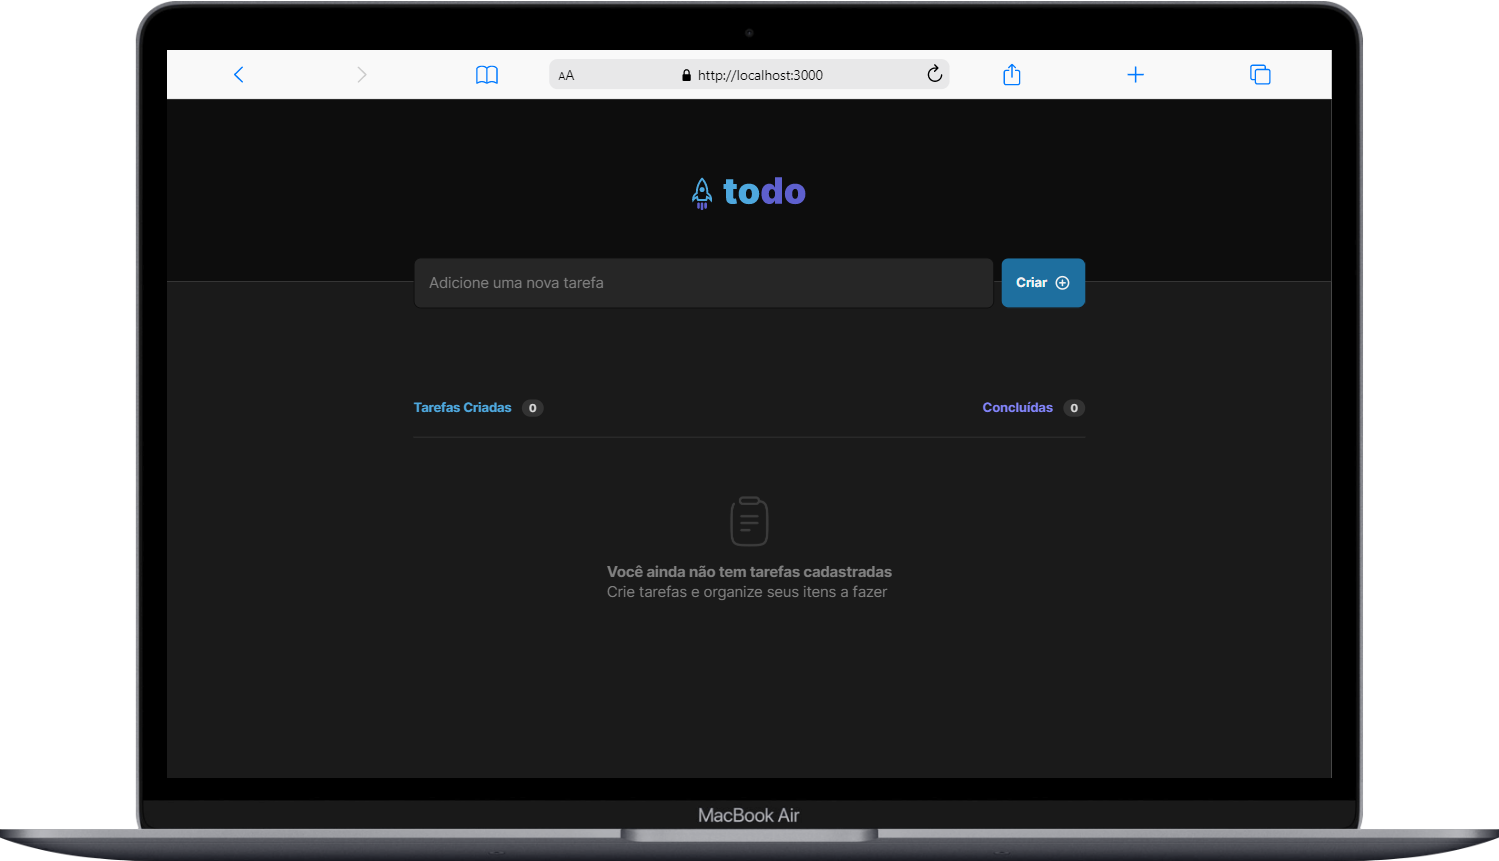 AA http://localhost:3000
todo
Adicione uma nova tarefa
Criar
Tarefas Criadas 0
Concluídas 0
Você ainda não tem tarefas cadastradas
Crie tarefas e organize seus itens a fazer
MacBook Air